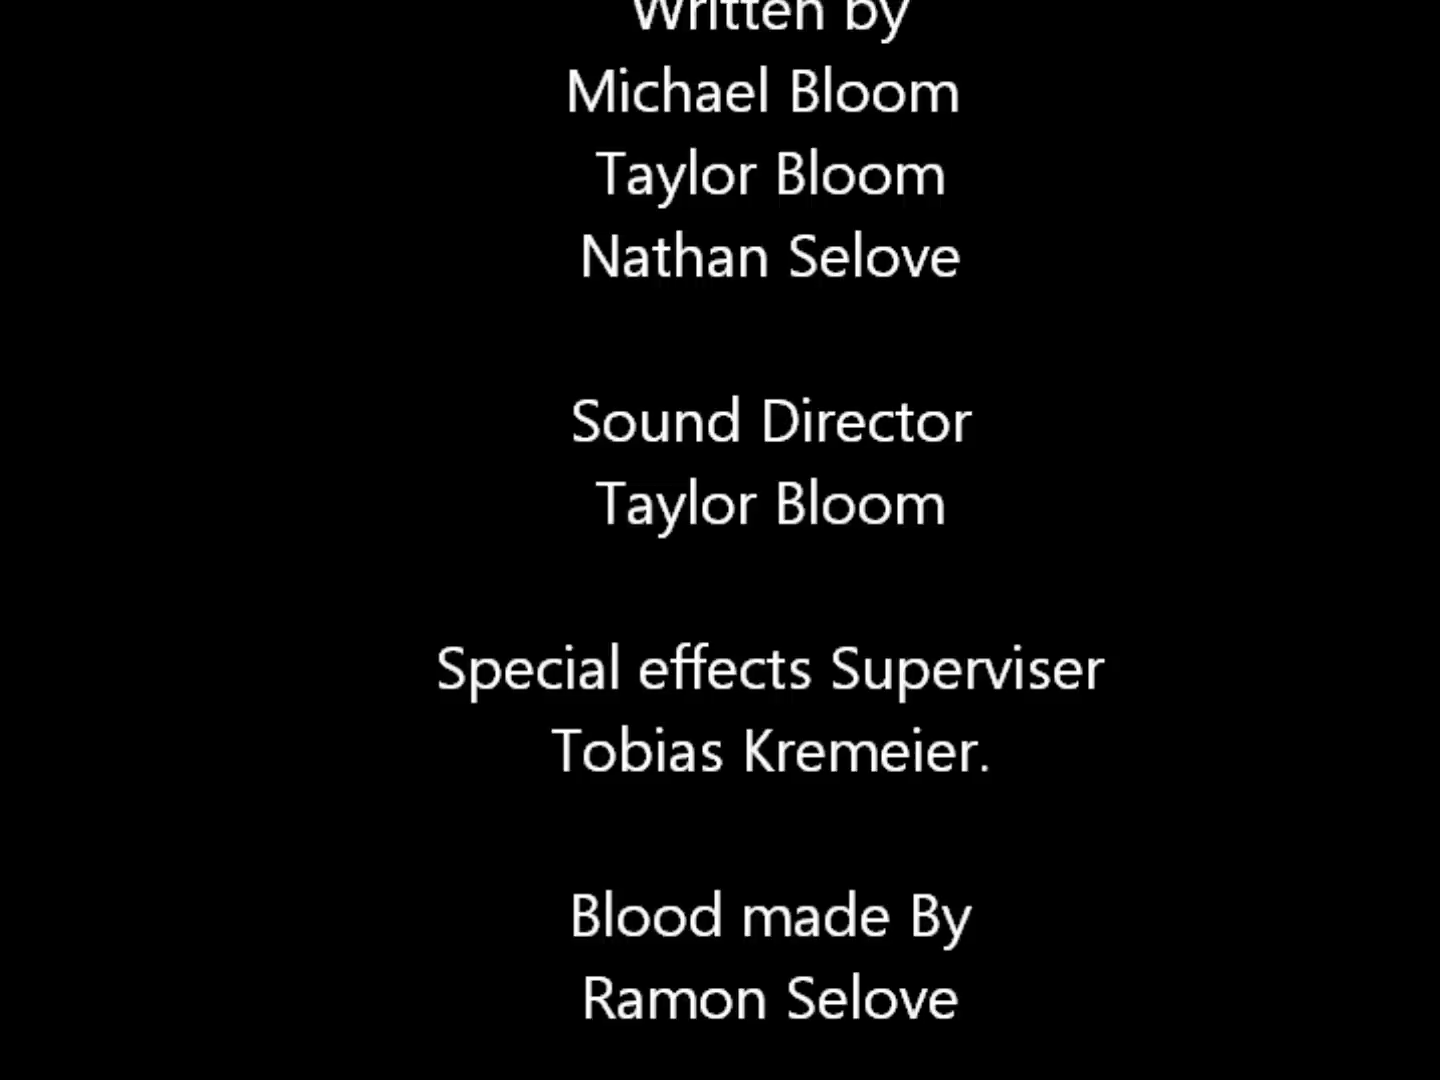 Written by
Michael Bloom
Taylor Bloom
Nathan Selove
Sound Director
Taylor Bloom
Special effects Superviser
Tobias Kremeier.
Blood made By
Ramon Selove